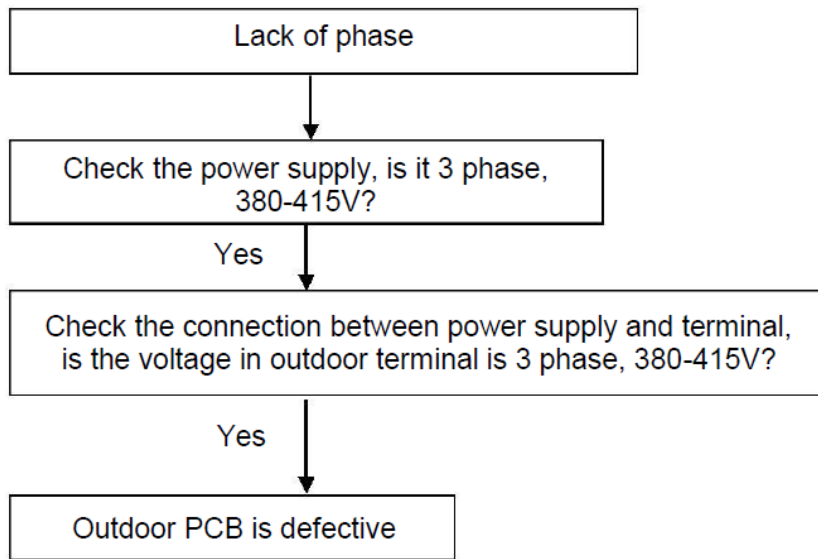 Lack of phase
Check the power supply, is it 3 phase,
380-415V?
Yes
Check the connection between power supply and terminal,
is the voltage in outdoor terminal is 3 phase, 380-415V?
Yes
Outdoor PCB is defective